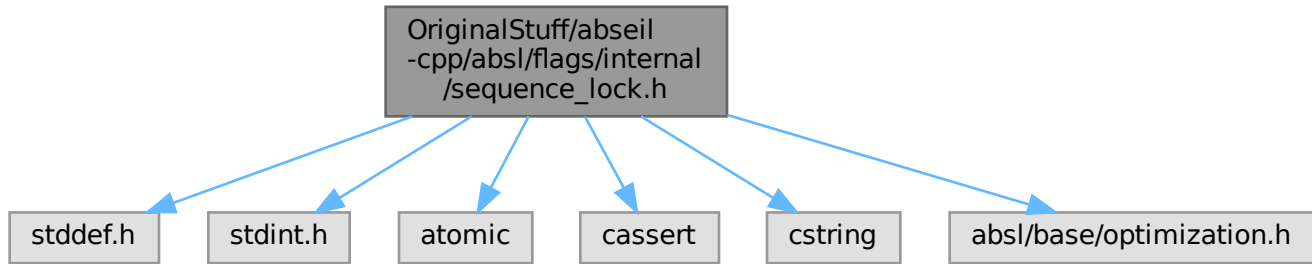 OriginalStuff/abseil
-cpp/absl/flags/internal
/sequence_lock.h
stddef.h
stdint.h
atomic
cassert
cstring
absl/base/optimization.h